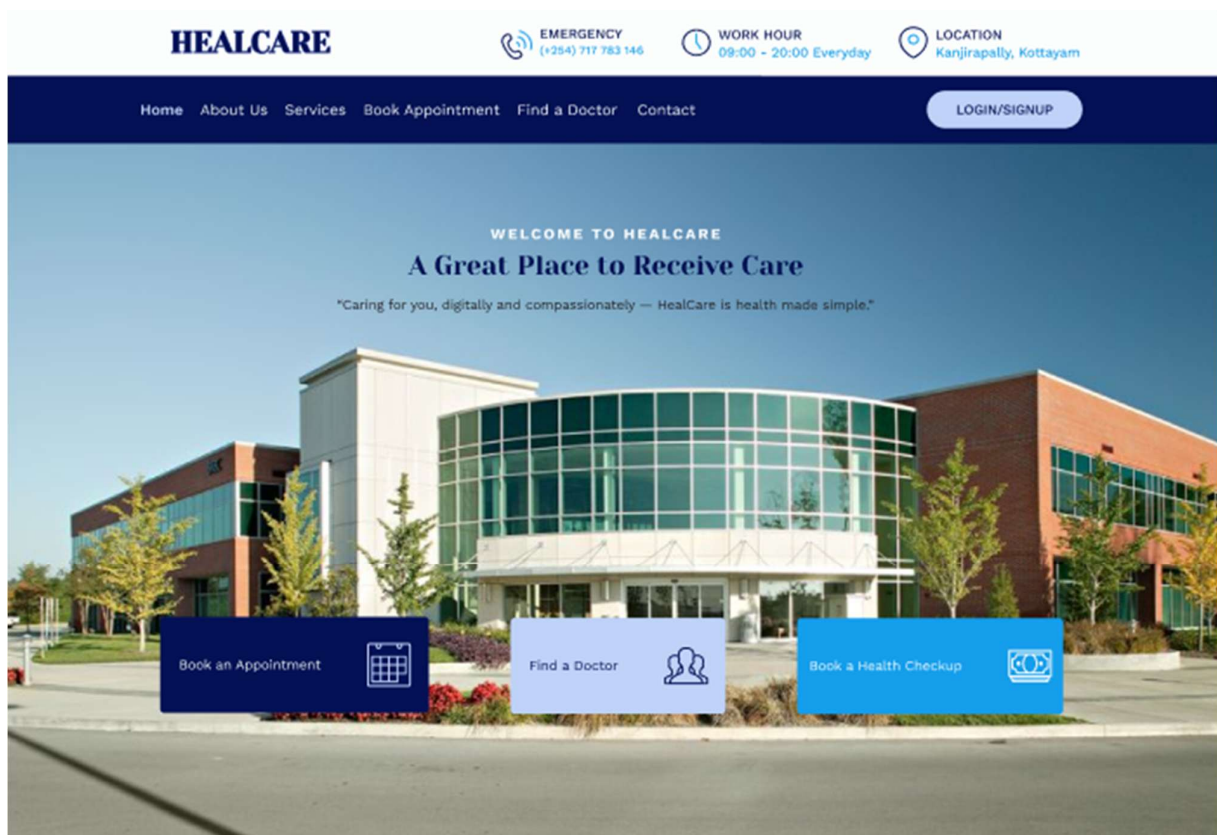 HEALCARE
EMERGENCY
(+254) 717 783 146
WORK HOUR
09:00 - 20:00 Everyday
LOCATION
Kanjirapally, Kottayam
Home About Us Services Book Appointment Find a Doctor Contact
LOGIN/SIGNUP
WELCOME TO HEALCARE
A Great Place to Receive Care
"Caring for you, digitally and compassionately — HealCare is health made simple."
Book an Appointment
Find a Doctor
Book a Health Checkup